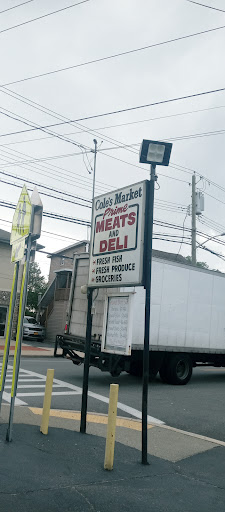 Cole's Market
Prime
MEATS
AND
DELI
FRESH FISH
FRESH PRODUCE
GROCERIES